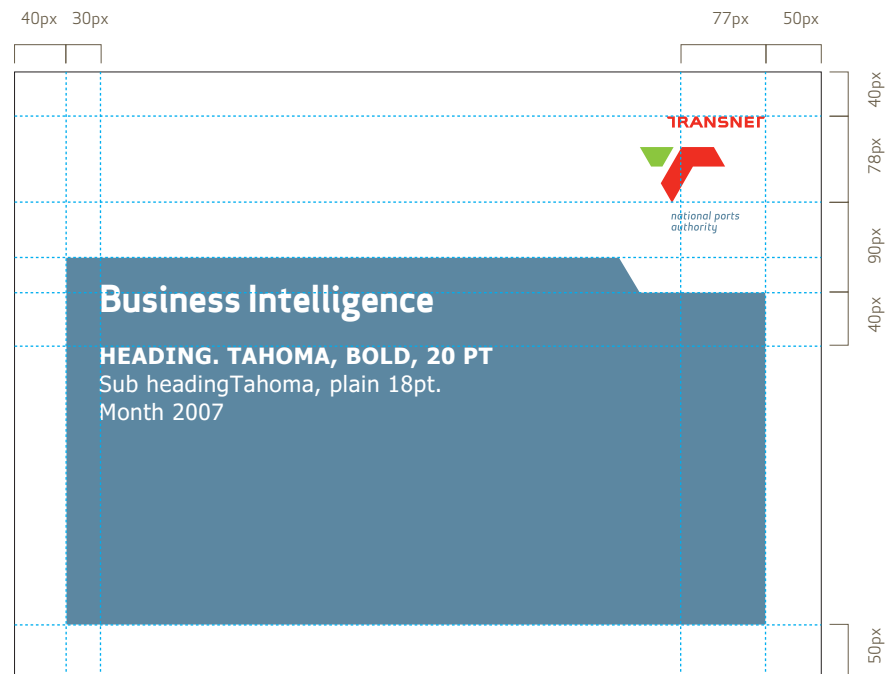 40px 30px 77px 50px
40px
TRANSNET
78px
national ports
authority
90px
Business Intelligence
40px
HEADING. TAHOMA, BOLD, 20 PT
Sub headingTahoma, plain 18pt.
Month 2007
50px